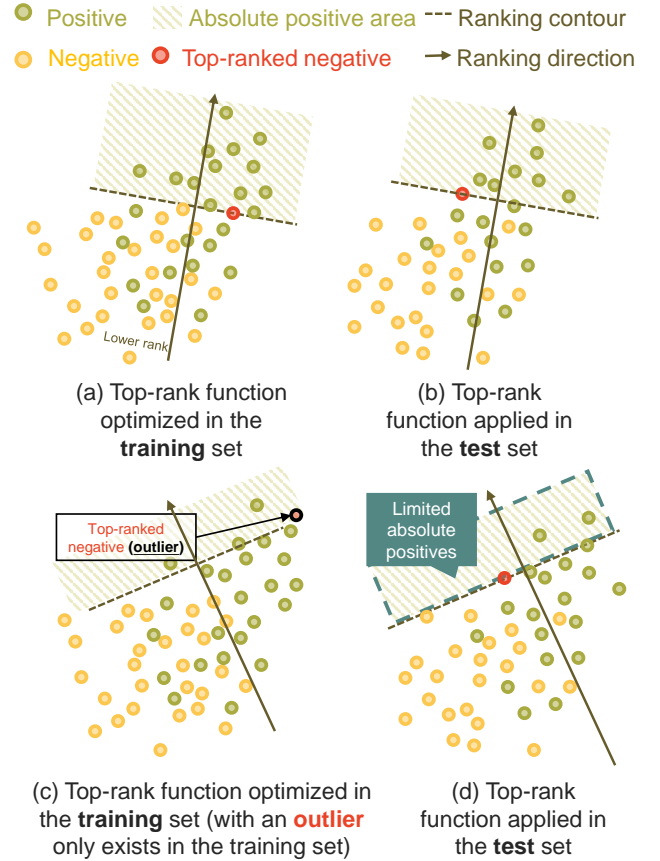 Positive Absolute positive area Ranking contour
Negative Top-ranked negative Ranking direction
Lower rank
(a) Top-rank function
optimized in the
training set
(b) Top-rank
function applied in
the test set
Top-ranked
negative (outlier)
Limited
absolute
positives
(c) Top-rank function optimized in
the training set (with an outlier
only exists in the training set)
(d) Top-rank
function applied in
the test set